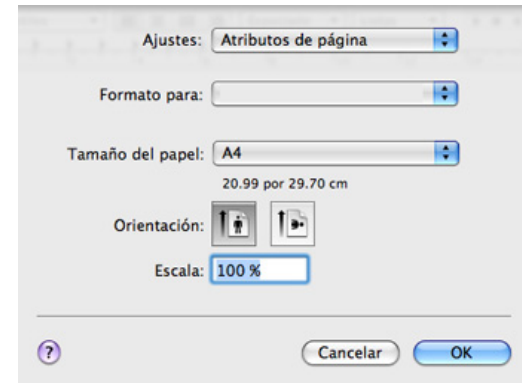 Ajustes: Atributos de página
Formato para:
Tamaño del papel: A4
20.99 por 29.70 cm
Orientación:
Escala: 100 %
? Cancelar OK